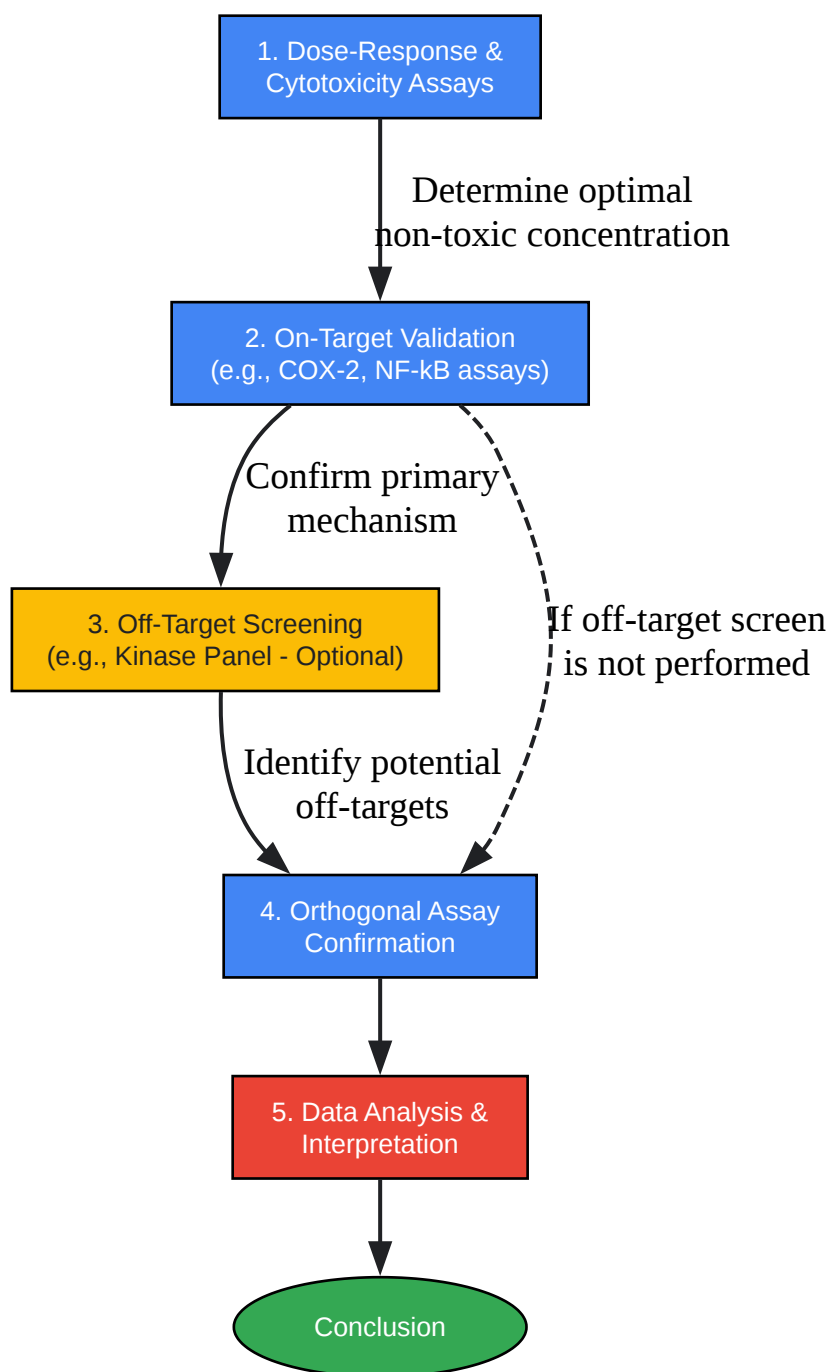 1. Dose-Response &
Cytotoxicity Assays
Determine optimal
non-toxic concentration
2. On-Target Validation
(e.g., COX-2, NF-kB assays)
Confirm primary
mechanism
3. Off-Target Screening
(e.g., Kinase Panel - Optional)
If off-target screen
is not performed
Identify potential
off-targets
4. Orthogonal Assay
Confirmation
5. Data Analysis &
Interpretation
Conclusion